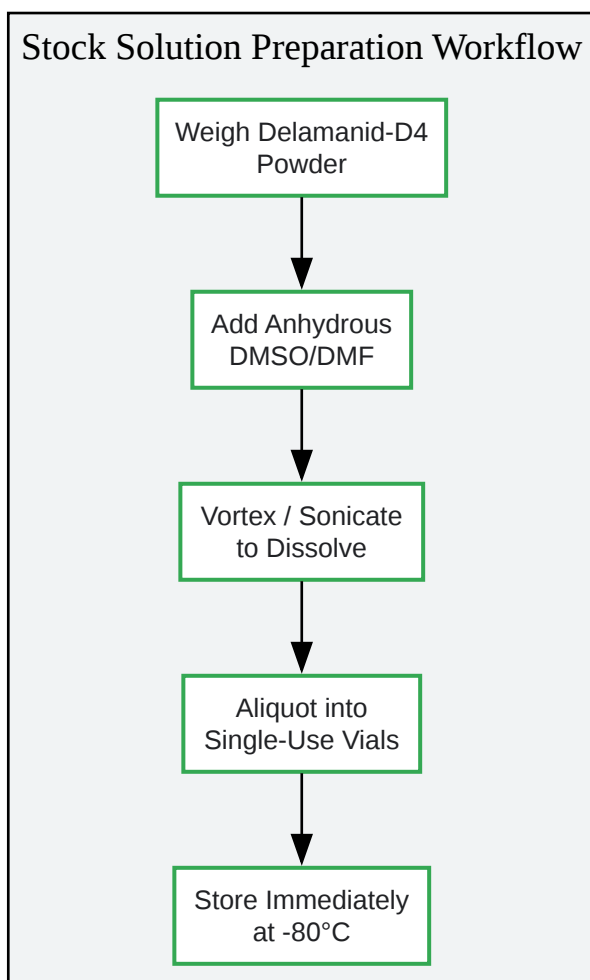 Stock Solution Preparation Workflow
Weigh Delamanid-D4
Powder
Add Anhydrous
DMSO/DMF
Vortex / Sonicate
to Dissolve
Aliquot into
Single-Use Vials
Store Immediately
at -80°C